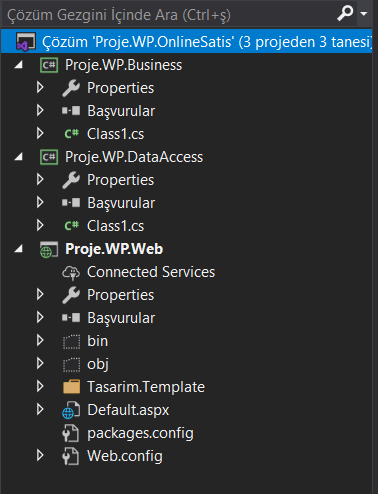 Çözüm Gezgini İçinde Ara (Ctrl+ş)
Çözüm 'Proje.WP.OnlineSatis' (3 projeden 3 tanesi)
Proje.WP.Business
Properties
Başvurular
Class1.cs
Proje.WP.DataAccess
Properties
Başvurular
Class1.cs
Proje.WP.Web
Connected Services
Properties
Başvurular
bin
obj
Tasarim.Template
Default.aspx
packages.config
Web.config